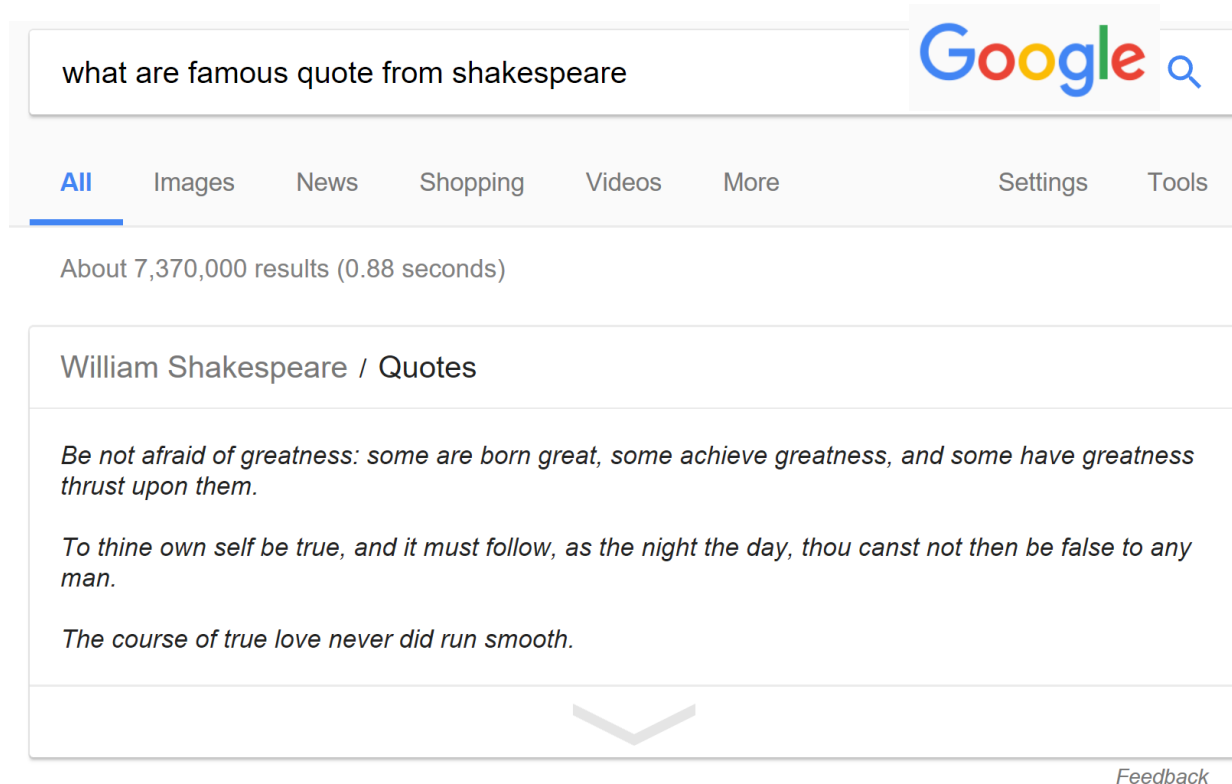 Google
what are famous quote from shakespeare
All Images News Shopping Videos More Settings Tools
About 7,370,000 results (0.88 seconds)
William Shakespeare / Quotes
Be not afraid of greatness: some are born great, some achieve greatness, and some have greatness
thrust upon them.
To thine own self be true, and it must follow, as the night the day, thou canst not then be false to any
man.
The course of true love never did run smooth.
Feedback